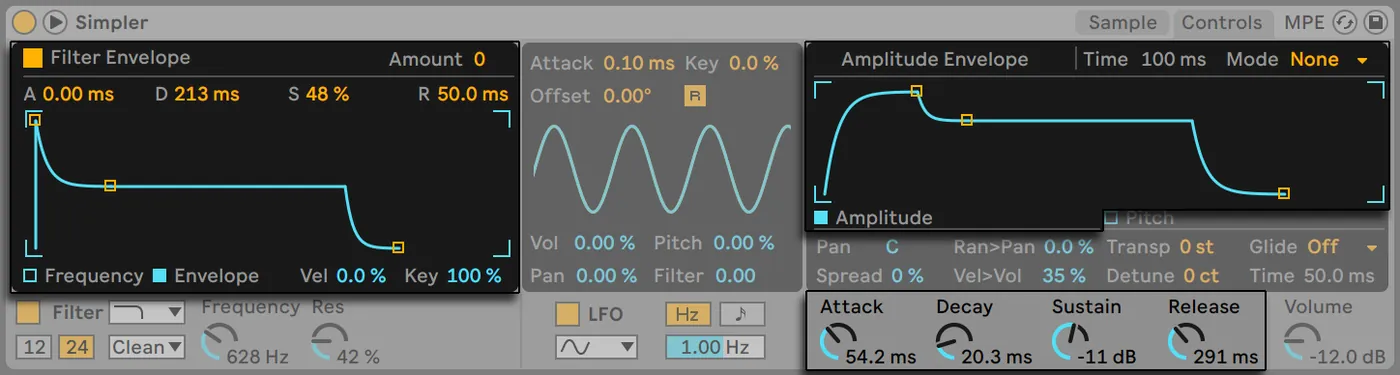 Simpler Sample Controls MPE
Filter Envelope Amount 0
A 0.00 ms D 213 ms S 48 % R 50.0 ms
Frequency Envelope Vel 0.0 % Key 100 %
Attack 0.10 ms Key 0.0 %
Offset 0.00° R
Vol 0.00 % Pitch 0.00 %
Pan 0.00 % Filter 0.00
Amplitude Envelope Time 100 ms Mode None
Amplitude Pitch
Pan C Ran>Pan 0.0 % Transp 0 st Glide Off
Spread 0 % Vel>Vol 35 % Detune 0 ct Time 50.0 ms
Filter Frequency Res
12 24 Clean 628 Hz 42 %
LFO Hz
1.00 Hz
Attack Decay Sustain Release Volume
54.2 ms 20.3 ms -11 dB 291 ms -12.0 dB